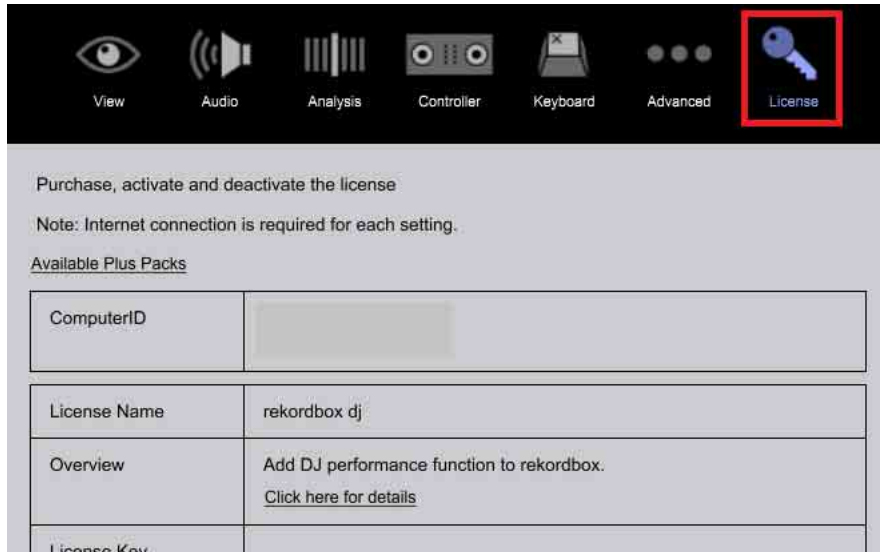 View Audio Analysis Controller Keyboard Advanced License
Purchase, activate and deactivate the license
Note: Internet connection is required for each setting.
Available Plus Packs
ComputerID
License Name rekordbox dj
Overview Add DJ performance function to rekordbox.
Click here for details
License Key